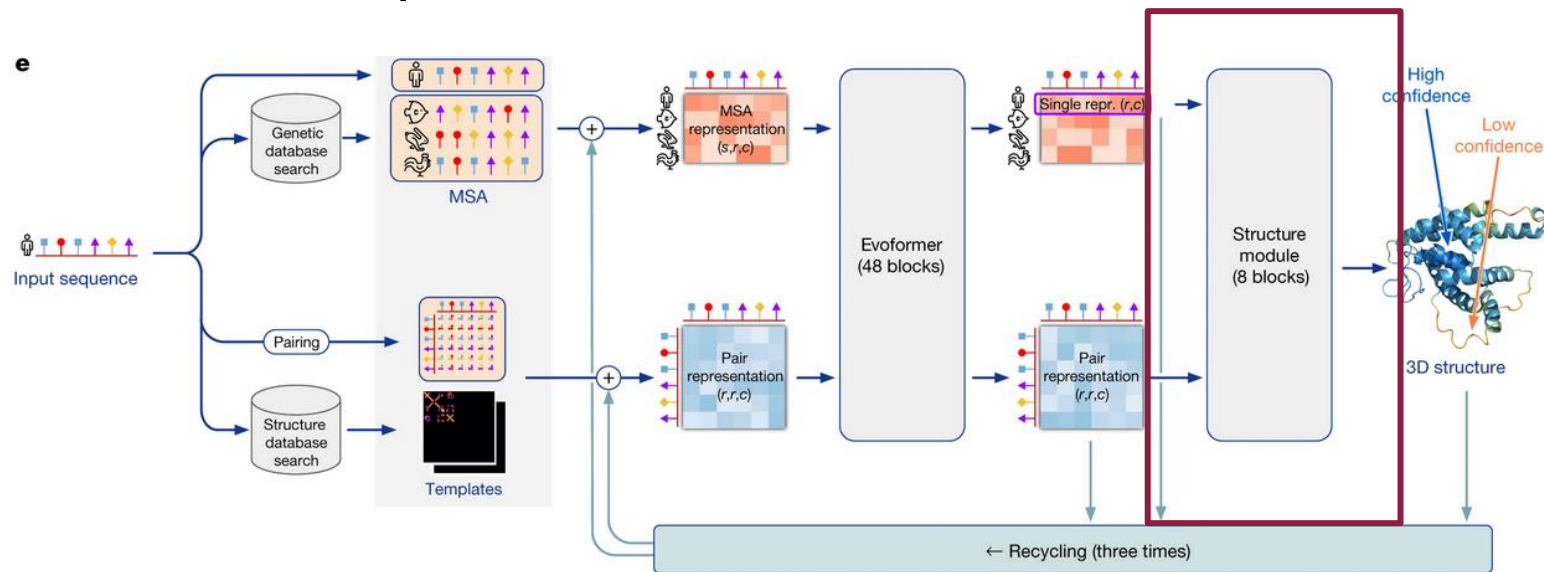 e
Genetic
database
search
MSA
Input sequence
Pairing
Structure
database
search
Templates
+
+
MSA
representation
(s,r,c)
Pair
representation
(r,r,c)
Evoformer
(48 blocks)
Single repr. (r,c)
Pair
representation
(r,r,c)
Structure
module
(8 blocks)
High
confidence
Low
confidence
3D structure
← Recycling (three times)